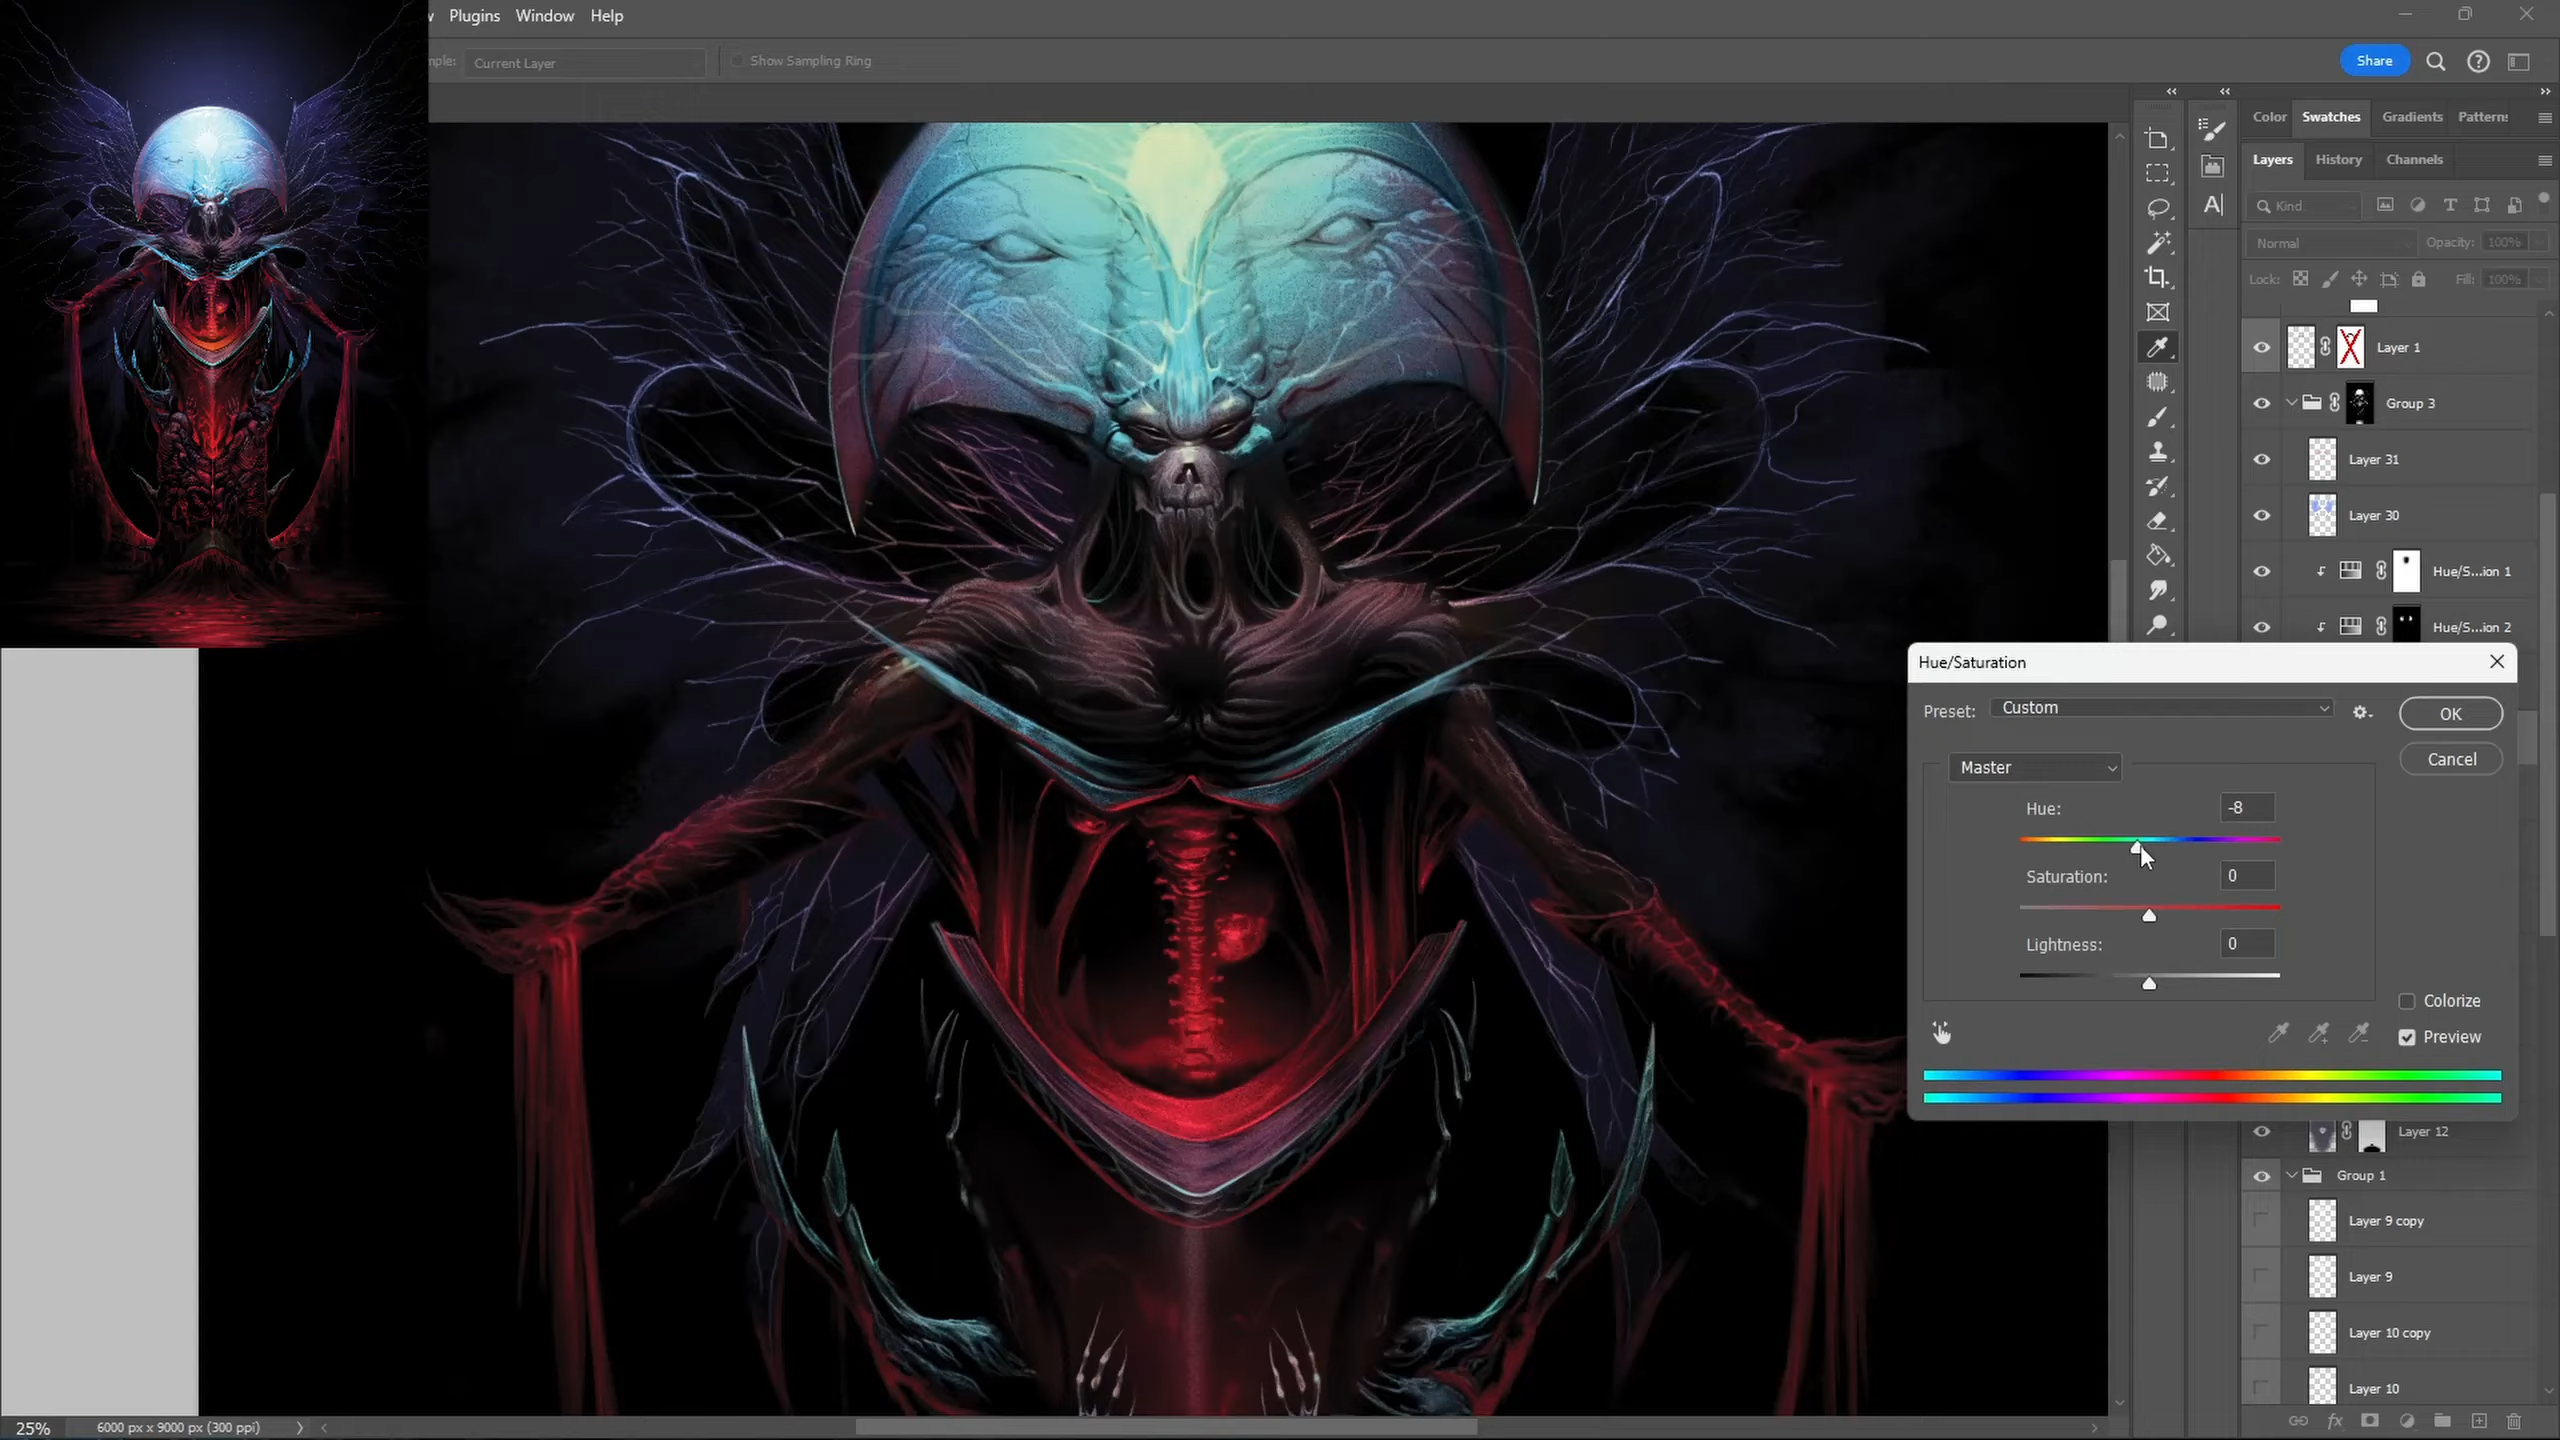 Plugins Window Help
Current Layer Show Sampling Ring
Share
Color Swatches Gradients Patterns
Layers History Channels
Kind
Normal Opacity: 100%
Lock: Fill: 100%
Layer 1
Group 3
Layer 31
Layer 30
Hue/S...ion 1
Hue/S...ion 2
Hue/Saturation
Preset: Custom OK
Cancel
Master
Hue: -8
Saturation: 0
Lightness: 0
Colorize
Preview
Layer 12
Group 1
Layer 9 copy
Layer 9
Layer 10 copy
Layer 10
25% 6000 px x 9000 px (300 ppi)